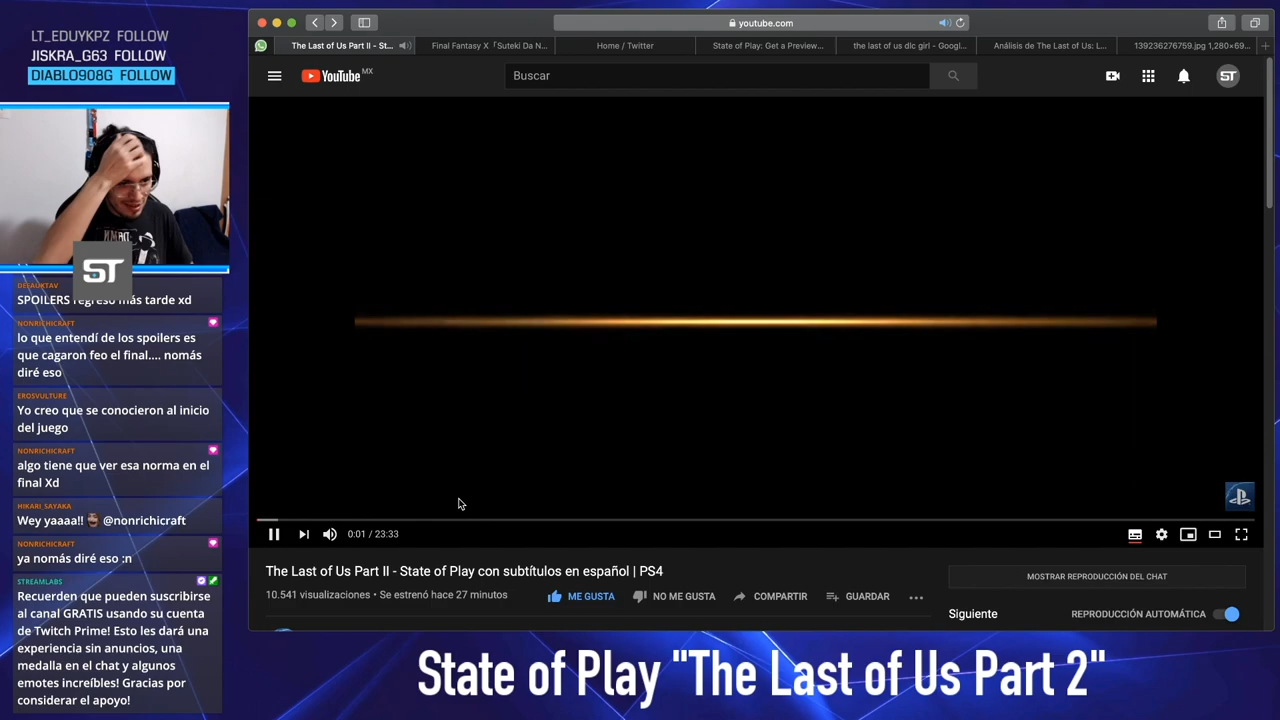 LT_EDUYKPZ FOLLOW
JISKRA_G63 FOLLOW
DIABLO908G FOLLOW
ST
SPOILERS regreso más tarde xd
NONRICHICRAFT
lo que entendí de los spoilers es
que cagaron feo el final.... nomás
diré eso
EROSVULTURE
Yo creo que se conocieron al inicio
del juego
NONRICHICRAFT
algo tiene que ver esa norma en el
final Xd
HIKARI_SAYAKA
Wey yaaaa!! @nonrichicraft
NONRICHICRAFT
ya nomás diré eso :n
STREAMLABS
Recuerden que pueden suscribirse
al canal GRATIS usando su cuenta
de Twitch Prime! Esto les dará una
experiencia sin anuncios, una
medalla en el chat y algunos
emotes increíbles! Gracias por
considerar el apoyo!
youtube.com
The Last of Us Part II - St...
Final Fantasy X「Suteki Da N...
Home / Twitter
State of Play: Get a Preview...
the last of us dlc girl - Googl...
Análisis de The Last of Us: L...
139236276759.jpg 1,280×69...
YouTube MX
Buscar
ST
0:01 / 23:33
The Last of Us Part II - State of Play con subtítulos en español | PS4
10.541 visualizaciones • Se estrenó hace 27 minutos
ME GUSTA
NO ME GUSTA
COMPARTIR
GUARDAR
MOSTRAR REPRODUCCIÓN DEL CHAT
Siguiente
REPRODUCCIÓN AUTOMÁTICA
State of Play "The Last of Us Part 2"